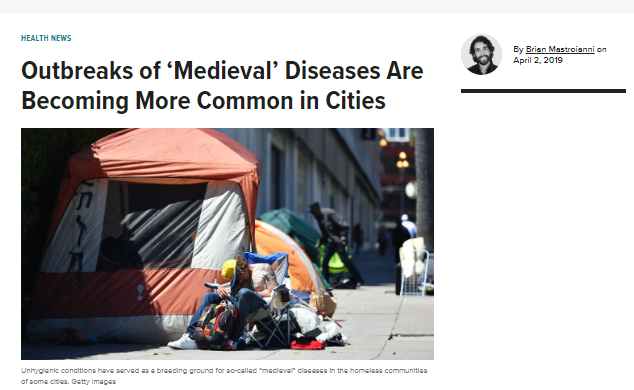 HEALTH NEWS
Outbreaks of ‘Medieval’ Diseases Are
Becoming More Common in Cities
By Brian Mastroianni on
April 2, 2019
Unhygienic conditions have served as a breeding ground for so-called "medieval" diseases in the homeless communities
of some cities. Getty Images